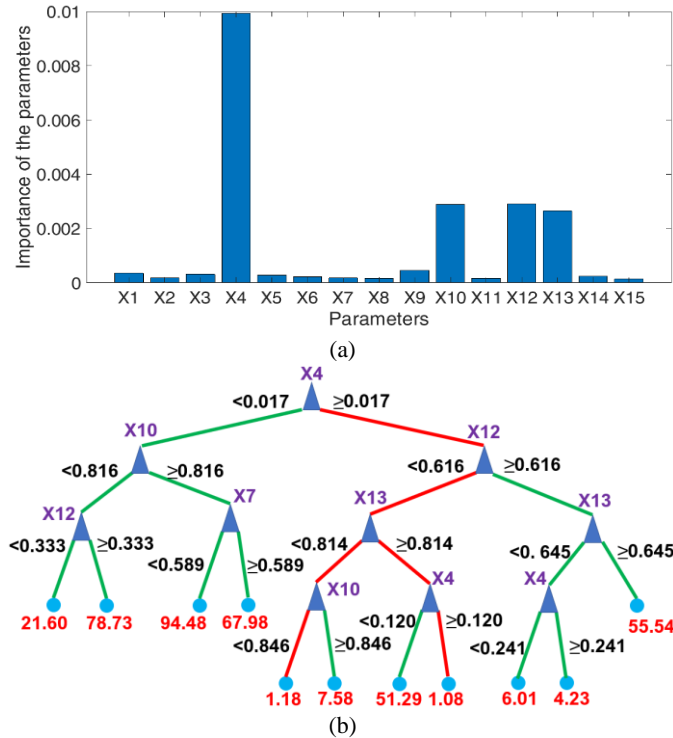 0.01
0.008
0.006
0.004
0.002
0
Importance of the parameters
X1 X2 X3 X4 X5 X6 X7 X8 X9 X10 X11 X12 X13 X14 X15
Parameters
(a)
X4
<0.017 ≥0.017
X10 X12
<0.816 ≥0.816 <0.616 ≥0.616
X12 X7 X13 X13
<0.333 ≥0.333 <0.589 ≥0.589 <0.814 ≥0.814 <0.645 ≥0.645
X10 X4 X4
21.60 78.73 94.48 67.98 <0.846 ≥0.846 <0.120 ≥0.120 <0.241 ≥0.241 55.54
1.18 7.58 51.29 1.08 6.01 4.23
(b)